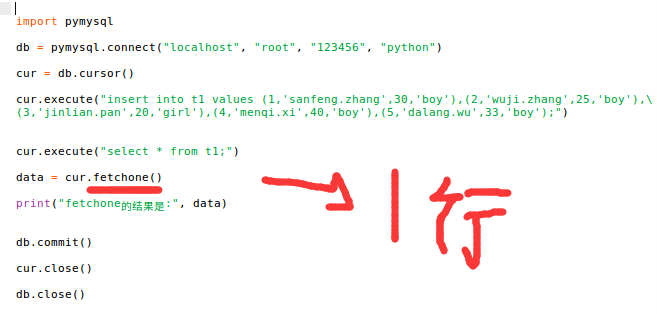 import pymysql
db = pymysql.connect("localhost", "root", "123456", "python")
cur = db.cursor()
cur.execute("insert into t1 values (1,'sanfeng.zhang',30,'boy'),(2,'wuji.zhang',25,'boy'),\
(3,'jinlian.pan',20,'girl'),(4,'menqi.xi',40,'boy'),(5,'dalang.wu',33,'boy');")
cur.execute("select * from t1;")
data = cur.fetchone()
1行
print("fetchone的结果是:", data)
db.commit()
cur.close()
db.close()